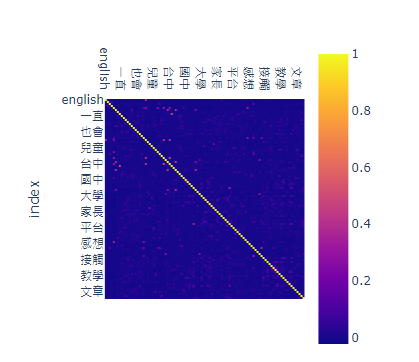 english
一直
也會
兒童
台中
國中
大學
家長
平台
感想
接觸
教學
文章
english
一直
也會
兒童
台中
國中
大學
家長
平台
感想
接觸
教學
文章
index
1
0.8
0.6
0.4
0.2
0